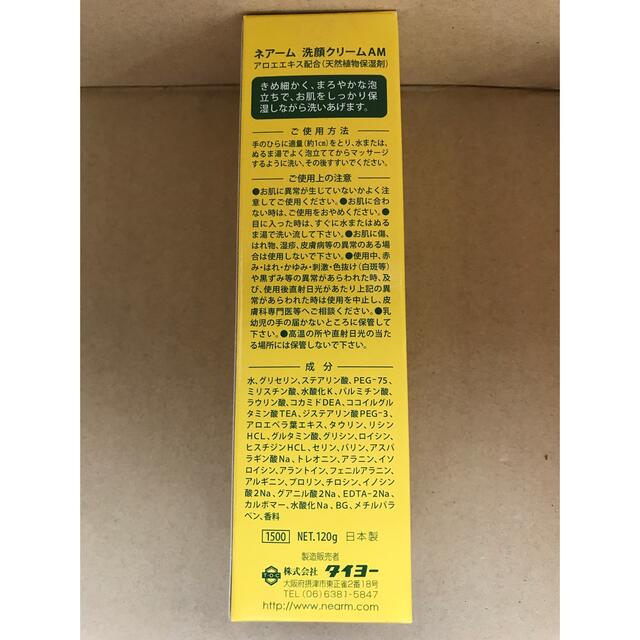 ネアーム 洗顔クリームAM
アロエエキス配合(天然植物保湿剤)
きめ細かく、まろやかな泡
立ちで、お肌をしっかり保
湿しながら洗いあげます。
ご使用方法
手のひらに適量(約1cm)をとり、水または、
ぬるま湯でよく泡立ててからマッサージ
するように洗い、その後すすいでください。
ご使用上の注意
●お肌に異常が生じていないかよく注
意してご使用ください。●お肌に合わ
ない時は、ご使用をおやめください。●
目に入った時は、すぐに水またはぬる
ま湯で洗い流して下さい。●お肌に傷、
はれ物、湿疹、皮膚病等の異常のある場
合は使用しないで下さい。●使用中、赤
み・はれ・かゆみ・刺激・色抜け(白斑等)
や黒ずみ等の異常があらわれた時、及
び、使用後直射日光があたり上記の異
常があらわれた時は使用を中止し、皮
膚科専門医等へご相談ください。●乳
幼児の手の届かないところに保管して
下さい。●高温の所や直射日光の当た
る場所には保管しないで下さい。
成分
水、グリセリン、ステアリン酸、PEG-75、
ミリスチン酸、水酸化K、パルミチン酸、
ラウリン酸、コカミドDEA、ココイルグル
タミン酸TEA、ジステアリン酸PEG-3、
アロエベラ葉エキス、タウリン、リシン
HCL、グルタミン酸、グリシン、ロイシン、
ヒスチジンHCL、セリン、バリン、アスパ
ラギン酸Na、トレオニン、アラニン、イソ
ロイシン、アラントイン、フェニルアラニン、
アルギニン、プロリン、チロシン、イノシン
酸2Na、グアニル酸2Na、EDTA-2Na、
カルボマー、水酸化Na、BG、メチルパラ
ベン、香料
1500 NET.120g 日本製
製造販売者
T.O.C 株式会社 タイヨー
大阪府摂津市東正雀2番18号
TEL (06) 6381-5847
http://www.nearm.com